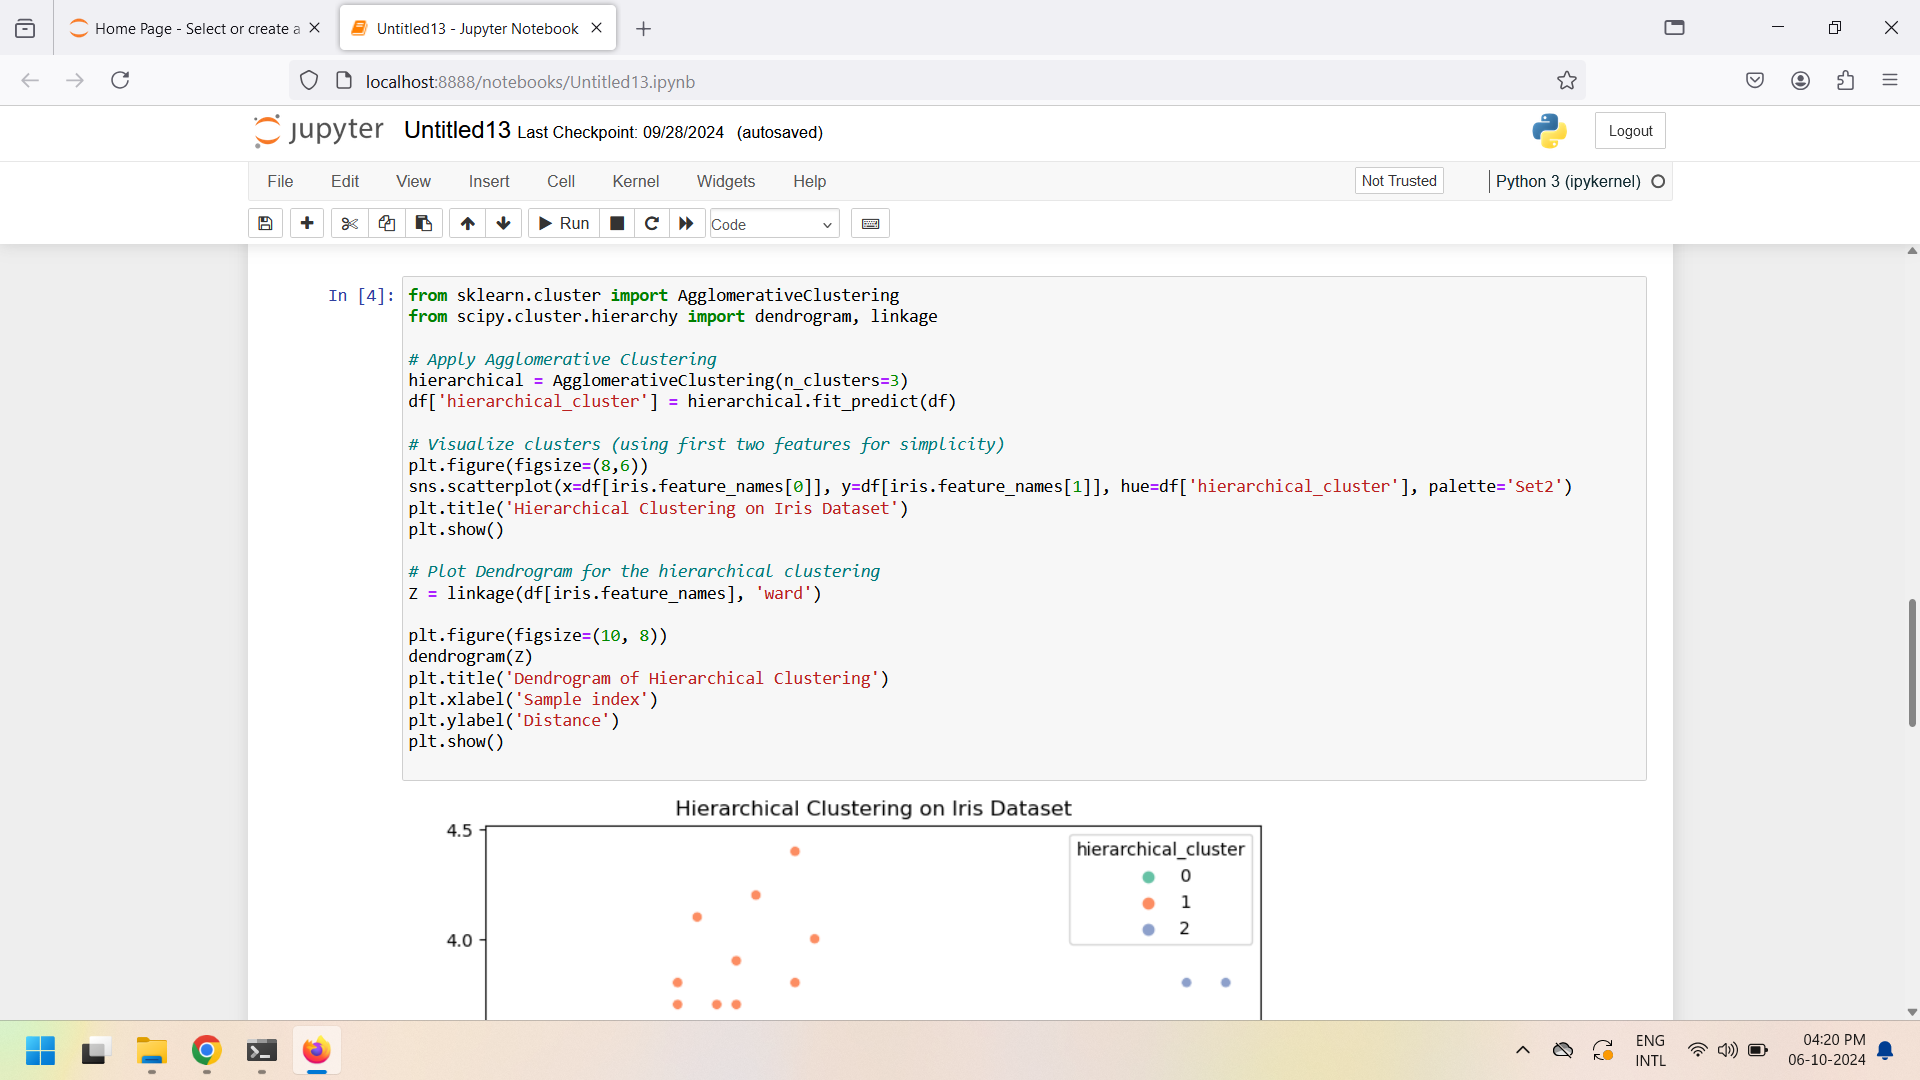 Home Page - Select or create a
Untitled13 - Jupyter Notebook
localhost:8888/notebooks/Untitled13.ipynb
jupyter Untitled13 Last Checkpoint: 09/28/2024 (autosaved)
Logout
File Edit View Insert Cell Kernel Widgets Help
Not Trusted
Python 3 (ipykernel)
Run
Code
In [4]:
from sklearn.cluster import AgglomerativeClustering
from scipy.cluster.hierarchy import dendrogram, linkage
# Apply Agglomerative Clustering
hierarchical = AgglomerativeClustering(n_clusters=3)
df['hierarchical_cluster'] = hierarchical.fit_predict(df)
# Visualize clusters (using first two features for simplicity)
plt.figure(figsize=(8,6))
sns.scatterplot(x=df[iris.feature_names[0]], y=df[iris.feature_names[1]], hue=df['hierarchical_cluster'], palette='Set2')
plt.title('Hierarchical Clustering on Iris Dataset')
plt.show()
# Plot Dendrogram for the hierarchical clustering
Z = linkage(df[iris.feature_names], 'ward')
plt.figure(figsize=(10, 8))
dendrogram(Z)
plt.title('Dendrogram of Hierarchical Clustering')
plt.xlabel('Sample index')
plt.ylabel('Distance')
plt.show()
Hierarchical Clustering on Iris Dataset
4.5
hierarchical_cluster
0
1
2
4.0
ENG
INTL
04:20 PM
06-10-2024